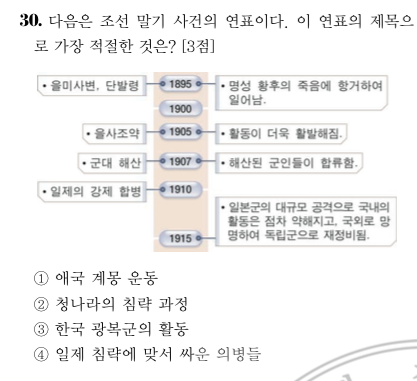 30. 다음은 조선 말기 사건의 연표이다. 이 연표의 제목으
로 가장 적절한 것은? [3점]
• 을미사변, 단발령
1895
• 명성 황후의 죽음에 항거하여
일어남.
1900
• 을사조약
1905
• 활동이 더욱 활발해짐.
• 군대 해산
1907
• 해산된 군인들이 합류함.
• 일제의 강제 합병
1910
• 일본군의 대규모 공격으로 국내의
활동은 점차 약해지고, 국외로 망
명하여 독립군으로 재정비됨.
1915
① 애국 계몽 운동
② 청나라의 침략 과정
③ 한국 광복군의 활동
④ 일제 침략에 맞서 싸운 의병들